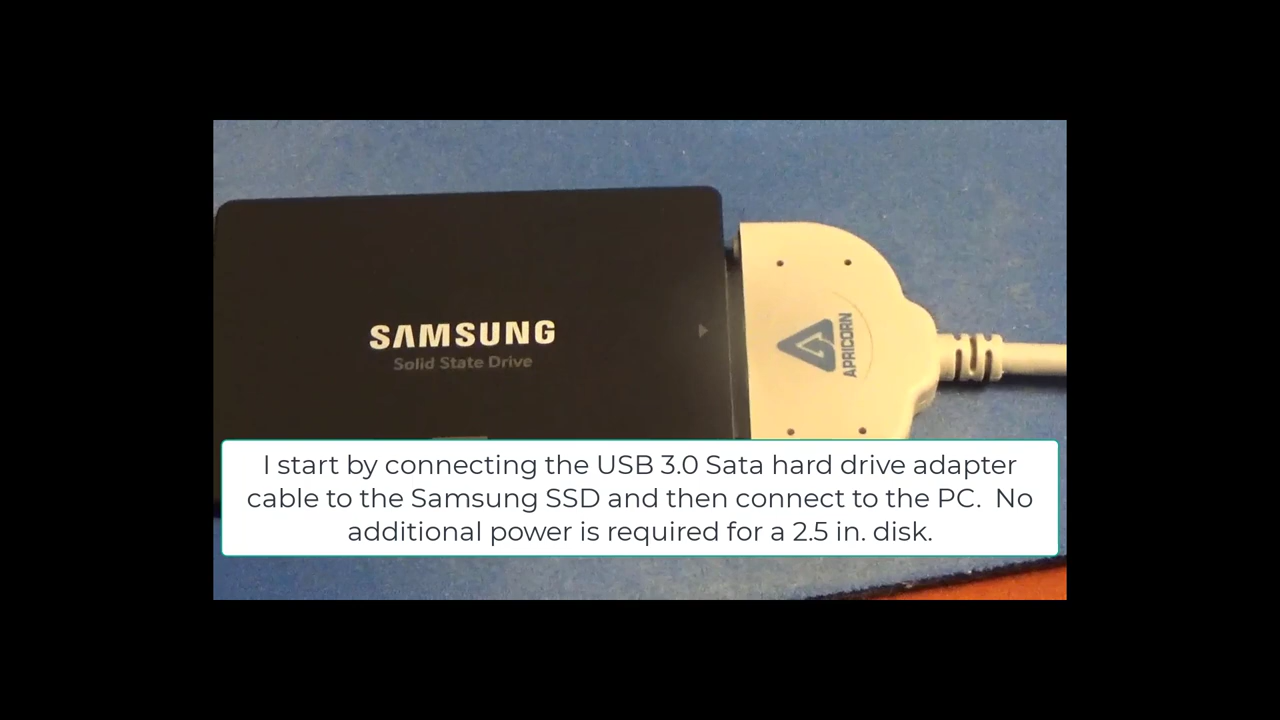 SAMSUNG
Solid State Drive
APRICORN
I start by connecting the USB 3.0 Sata hard drive adapter
cable to the Samsung SSD and then connect to the PC.  No
additional power is required for a 2.5 in. disk.